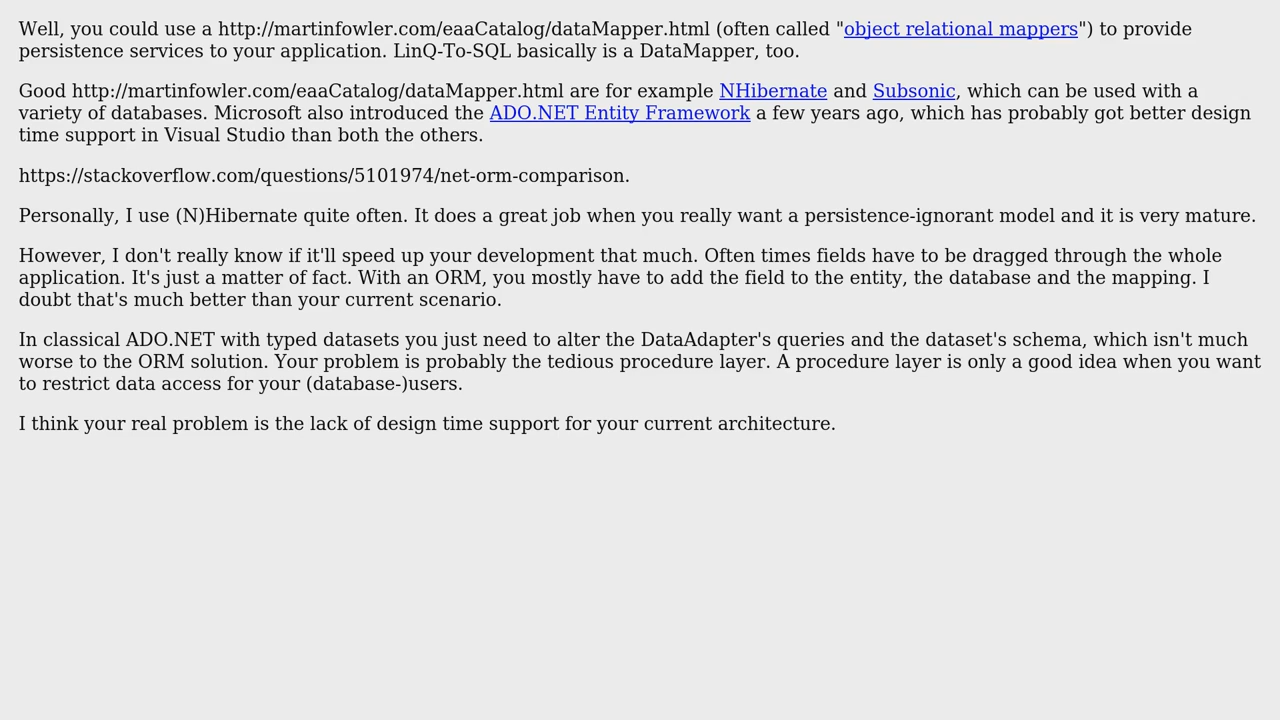 Well, you could use a http://martinfowler.com/eaaCatalog/dataMapper.html (often called "object relational mappers") to provide
persistence services to your application. LinQ-To-SQL basically is a DataMapper, too.
Good http://martinfowler.com/eaaCatalog/dataMapper.html are for example NHibernate and Subsonic, which can be used with a
variety of databases. Microsoft also introduced the ADO.NET Entity Framework a few years ago, which has probably got better design
time support in Visual Studio than both the others.
https://stackoverflow.com/questions/5101974/net-orm-comparison.
Personally, I use (N)Hibernate quite often. It does a great job when you really want a persistence-ignorant model and it is very mature.
However, I don't really know if it'll speed up your development that much. Often times fields have to be dragged through the whole
application. It's just a matter of fact. With an ORM, you mostly have to add the field to the entity, the database and the mapping. I
doubt that's much better than your current scenario.
In classical ADO.NET with typed datasets you just need to alter the DataAdapter's queries and the dataset's schema, which isn't much
worse to the ORM solution. Your problem is probably the tedious procedure layer. A procedure layer is only a good idea when you want
to restrict data access for your (database-)users.
I think your real problem is the lack of design time support for your current architecture.